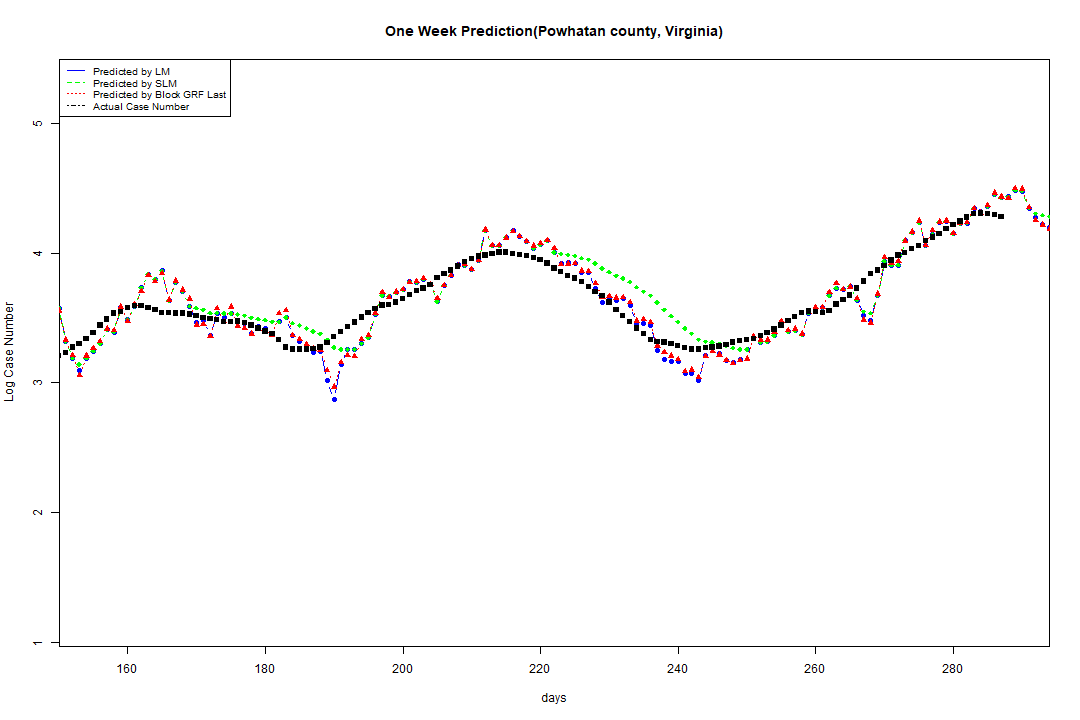 One Week Prediction(Powhatan county, Virginia)
Predicted by LM
Predicted by SLM
Predicted by Block GRF Last
Actual Case Number
5
4
3
2
1
Log Case Number
160 180 200 220 240 260 280
days